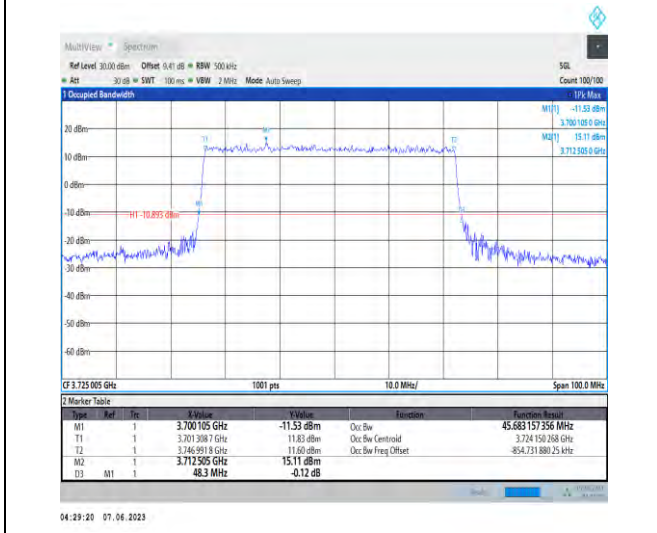 MultiView Spectrum
Ref Level 30.00 dBm Offset 9.41 dB RBW 500 kHz SGL
Att 30 dB SWT 100 ms VBW 2 MHz Mode Auto Sweep Count 100/100
1 Occupied Bandwidth 1Pk Max
M1[1] -11.53 dBm
3.700 105 0 GHz
M2[1] 15.11 dBm
3.712 505 0 GHz
20 dBm
T1 T2
10 dBm
0 dBm
-10 dBm
H1 -10.893 dBm
-20 dBm
-30 dBm
-40 dBm
-50 dBm
-60 dBm
CF 3.725 005 GHz 1001 pts 10.0 MHz/ Span 100.0 MHz
2 Marker Table
Type Ref Trc X-Value Y-Value Function Function Result
M1 1 3.700 105 GHz -11.53 dBm Occ Bw 45.683 157 356 MHz
T1 1 3.701 308 7 GHz 11.83 dBm Occ Bw Centroid 3.724 150 268 GHz
T2 1 3.746 991 8 GHz 11.60 dBm Occ Bw Freq Offset -854.731 880 25 kHz
M2 1 3.712 505 GHz 15.11 dBm
D3 M1 1 48.3 MHz -0.12 dB
04:29:20 07.06.2023